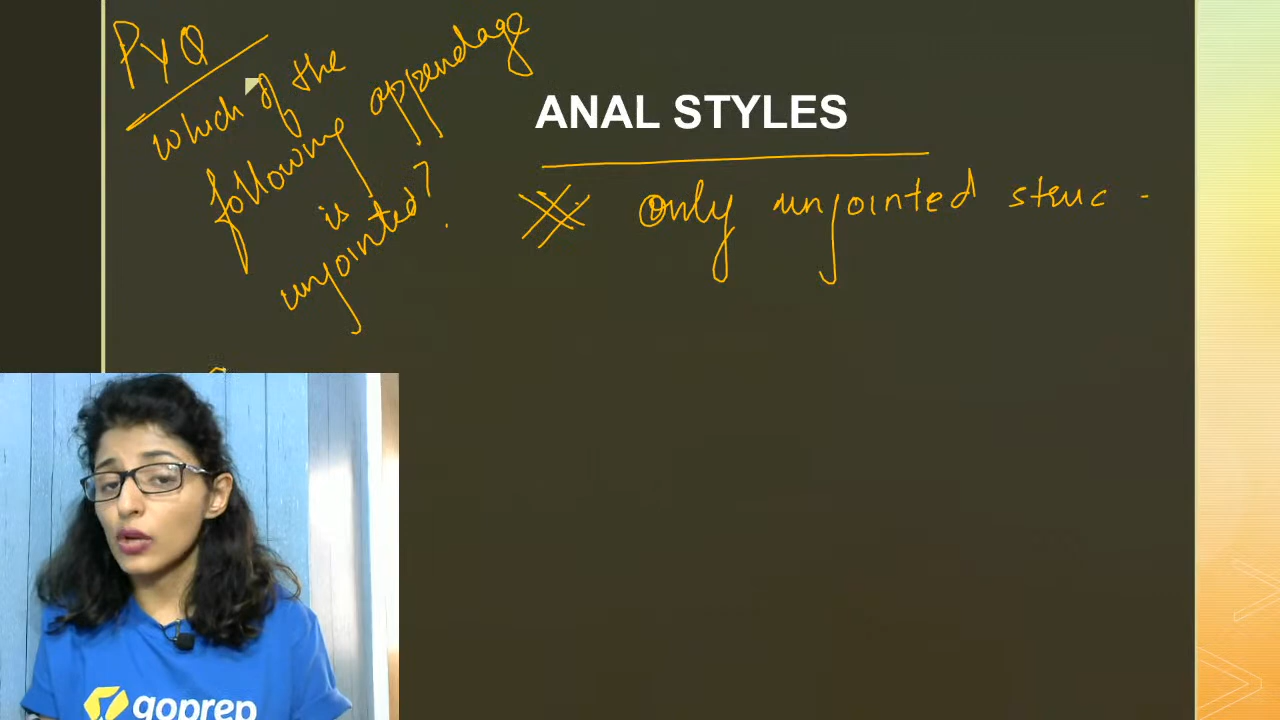 PYQ
which of the
following appendage
is
unjointed?
ANAL STYLES
Only unjointed struc -
goprep